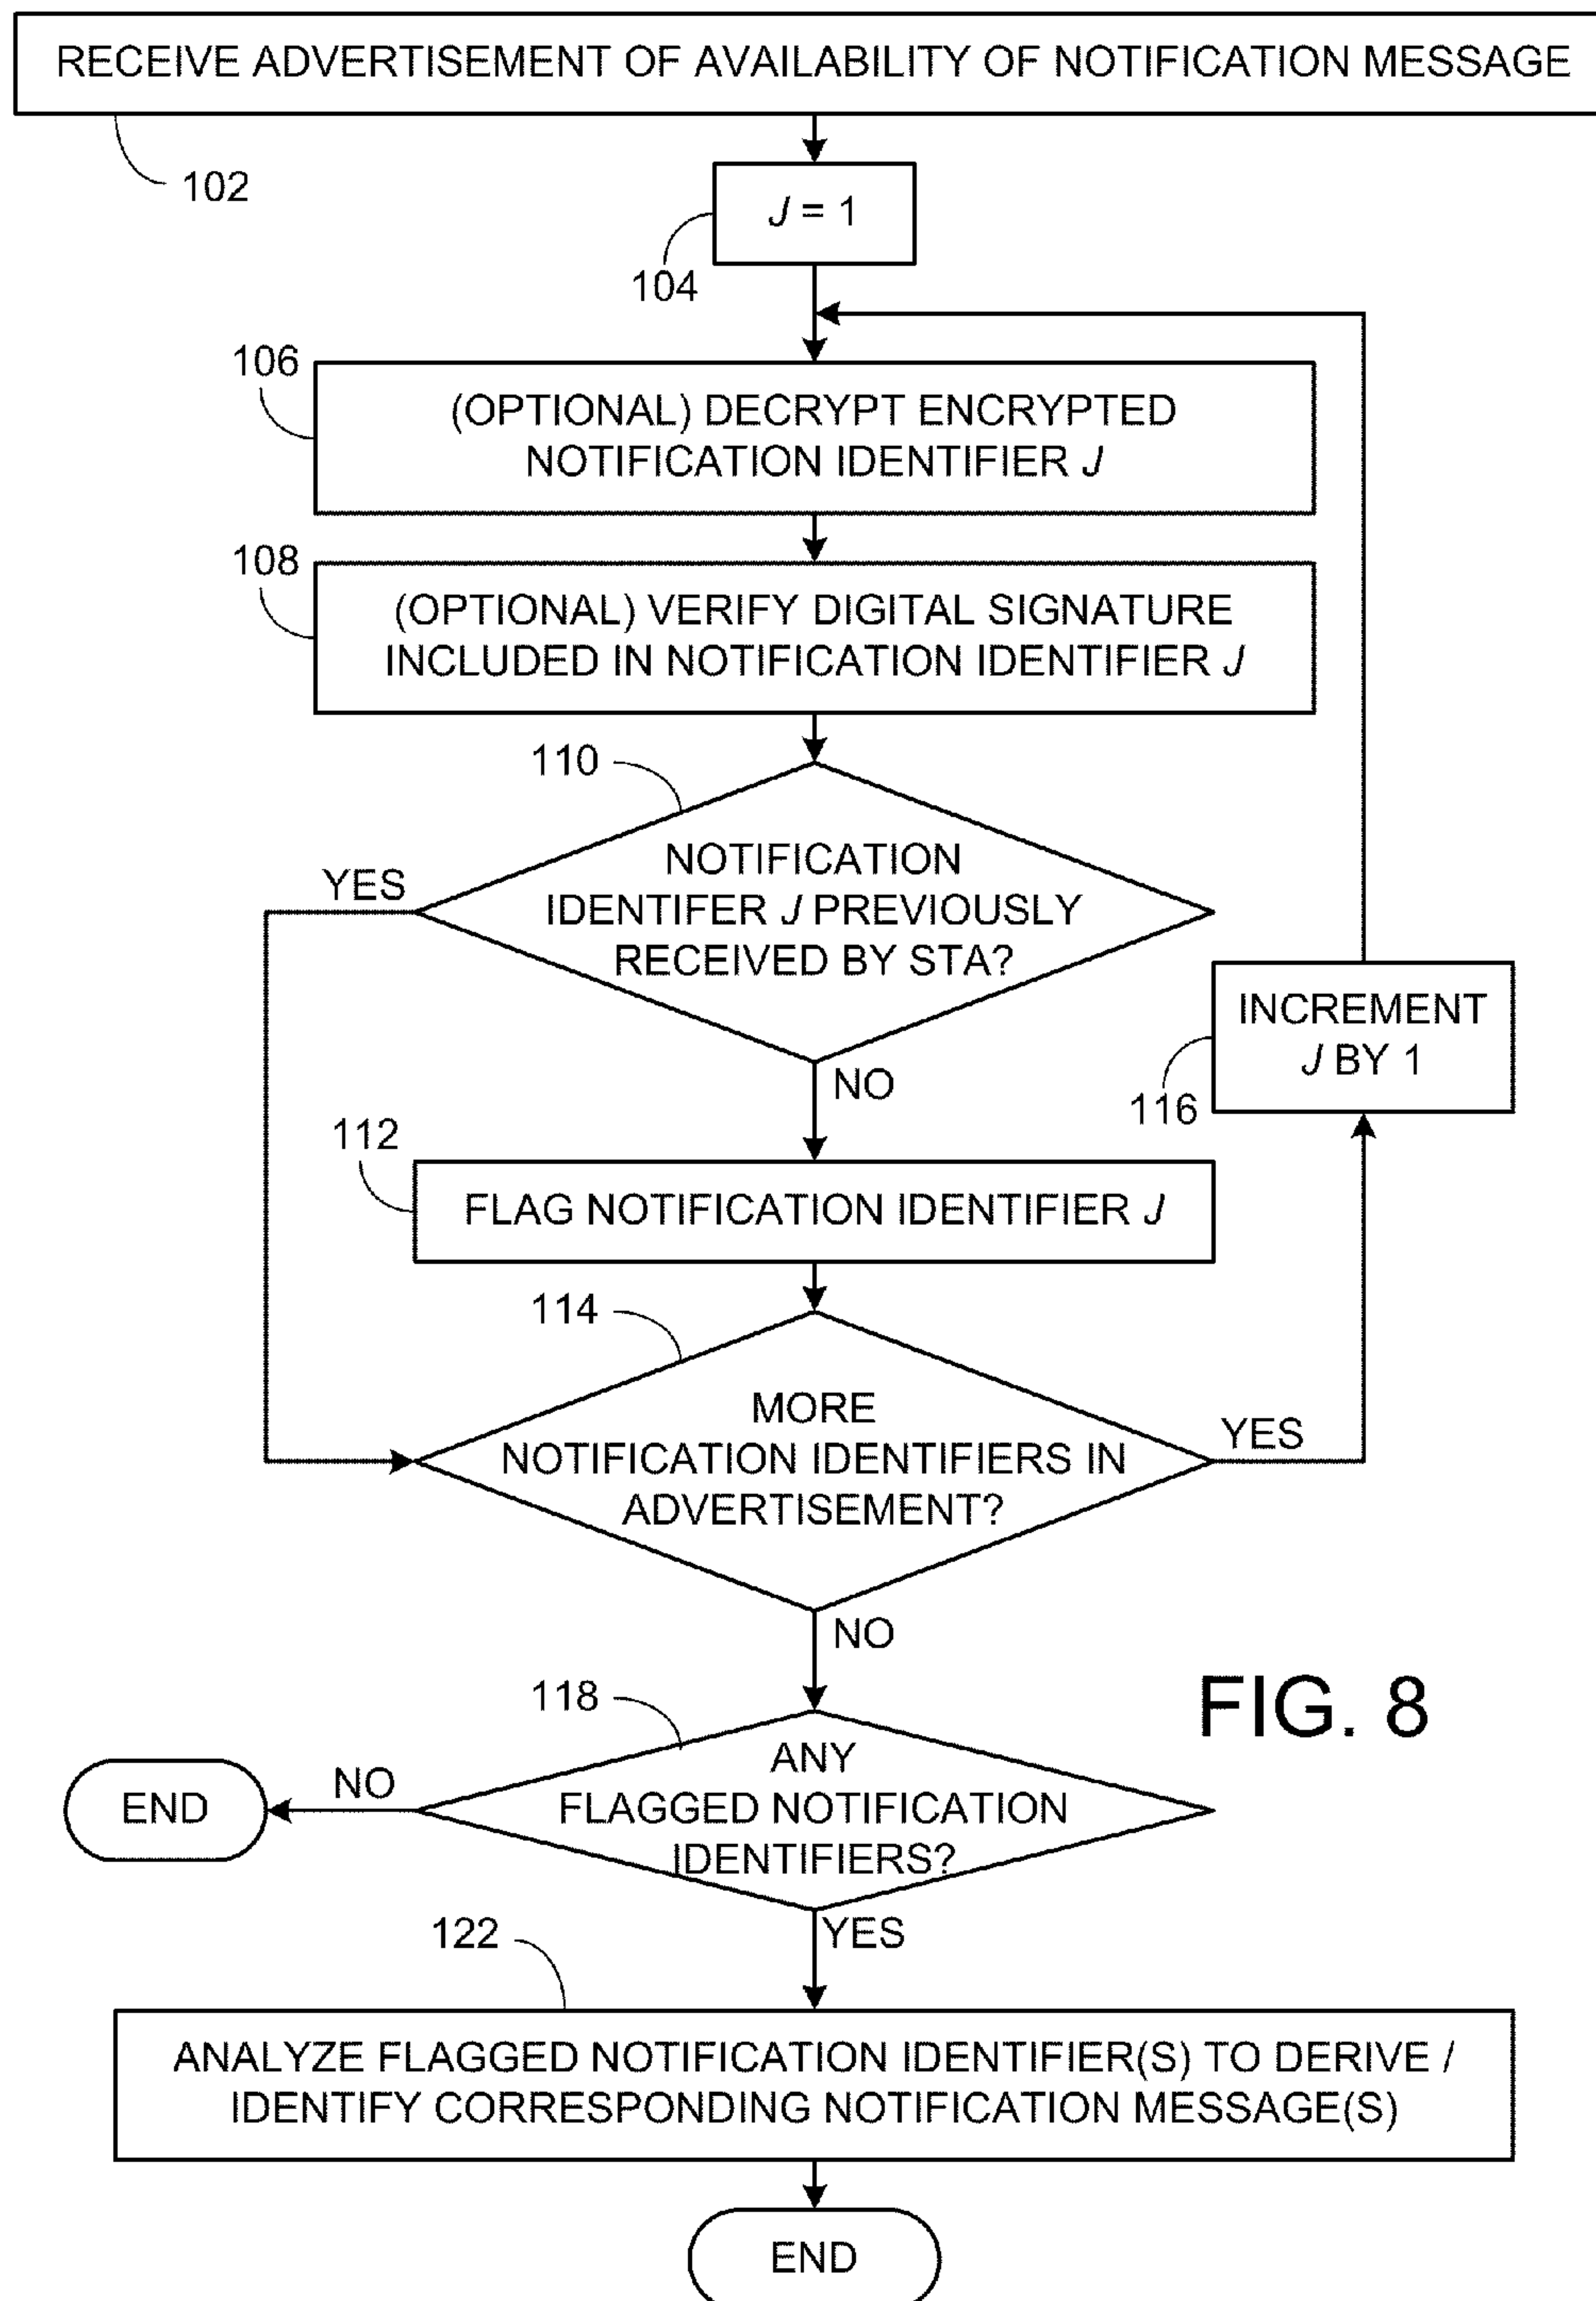 RECEIVE ADVERTISEMENT OF AVAILABILITY OF NOTIFICATION MESSAGE
102
J = 1
104
106
(OPTIONAL) DECRYPT ENCRYPTED
NOTIFICATION IDENTIFIER J
108
(OPTIONAL) VERIFY DIGITAL SIGNATURE
INCLUDED IN NOTIFICATION IDENTIFIER J
110
NOTIFICATION
IDENTIFER J PREVIOUSLY
RECEIVED BY STA?
YES
NO
INCREMENT
J BY 1
116
112
FLAG NOTIFICATION IDENTIFIER J
114
MORE
NOTIFICATION IDENTIFIERS IN
ADVERTISEMENT?
YES
NO
FIG. 8
118
ANY
FLAGGED NOTIFICATION
IDENTIFIERS?
NO
END
YES
122
ANALYZE FLAGGED NOTIFICATION IDENTIFIER(S) TO DERIVE /
IDENTIFY CORRESPONDING NOTIFICATION MESSAGE(S)
END